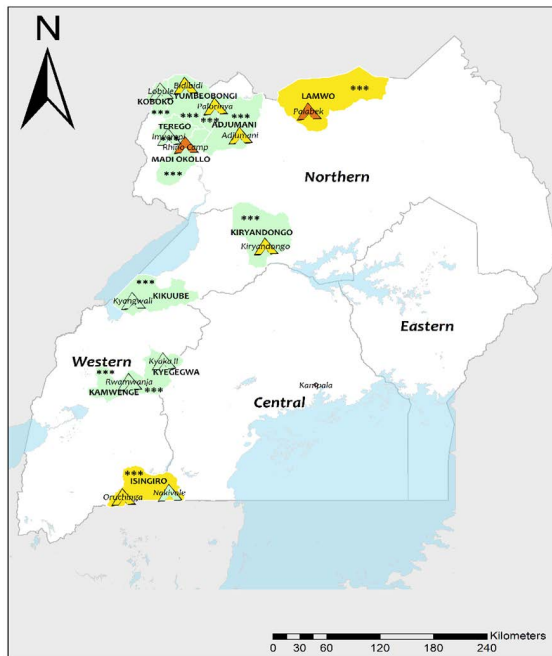 N
Bidibidi
Lobule
YUMBE OBONGI
KOBOKO
Palorinya
***
***
***
***
TEREGO
ADJUMANI
Imvepi
***
Adjumani
Rhino Camp
MADI OKOLLO
***
LAMWO
***
Palabek
Northern
***
KIRYANDONGO
Kiryandongo
***
KIKUUBE
Kyangwali
Eastern
Western
Kyaka II
***
KYEGEGWA
Rwamwanja
KAMWENGE
***
Kampala
Central
***
ISINGIRO
Oruchinga
Nakivale
Kilometers
0 15 30 60 120 180 240